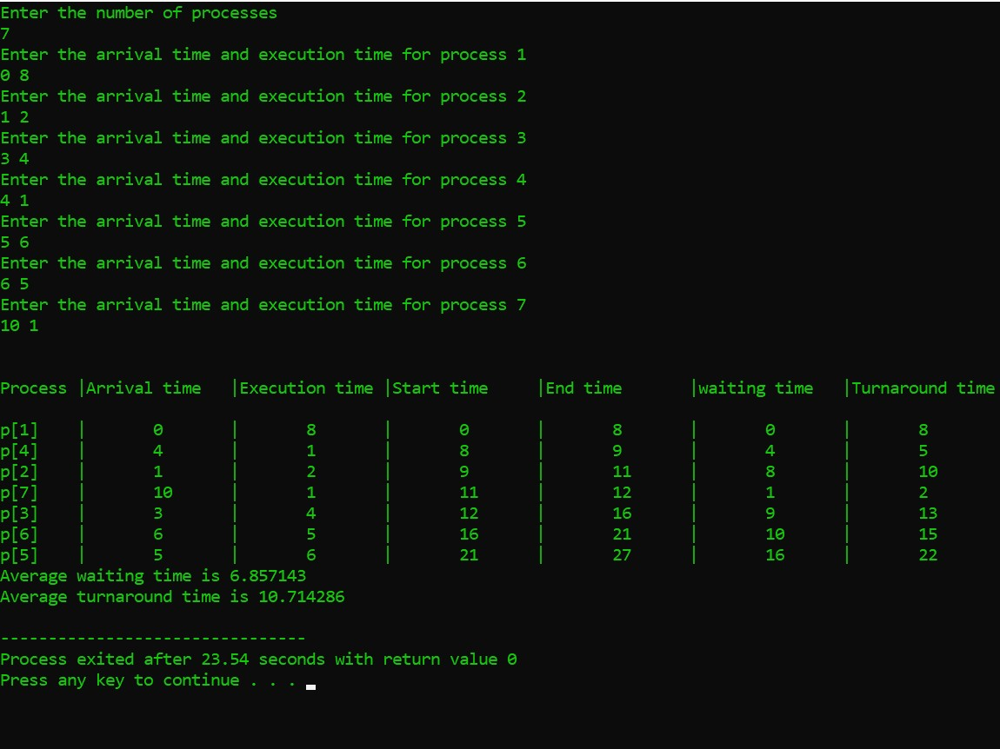 Enter the number of processes
7
Enter the arrival time and execution time for process 1
0 8
Enter the arrival time and execution time for process 2
1 2
Enter the arrival time and execution time for process 3
3 4
Enter the arrival time and execution time for process 4
4 1
Enter the arrival time and execution time for process 5
5 6
Enter the arrival time and execution time for process 6
6 5
Enter the arrival time and execution time for process 7
10 1
Process |Arrival time |Execution time |Start time |End time |waiting time |Turnaround time
p[1] | 0 | 8 | 0 | 8 | 0 | 8
p[4] | 4 | 1 | 8 | 9 | 4 | 5
p[2] | 1 | 2 | 9 | 11 | 8 | 10
p[7] | 10 | 1 | 11 | 12 | 1 | 2
p[3] | 3 | 4 | 12 | 16 | 9 | 13
p[6] | 6 | 5 | 16 | 21 | 10 | 15
p[5] | 5 | 6 | 21 | 27 | 16 | 22
Average waiting time is 6.857143
Average turnaround time is 10.714286
--------------------------------
Process exited after 23.54 seconds with return value 0
Press any key to continue . . .